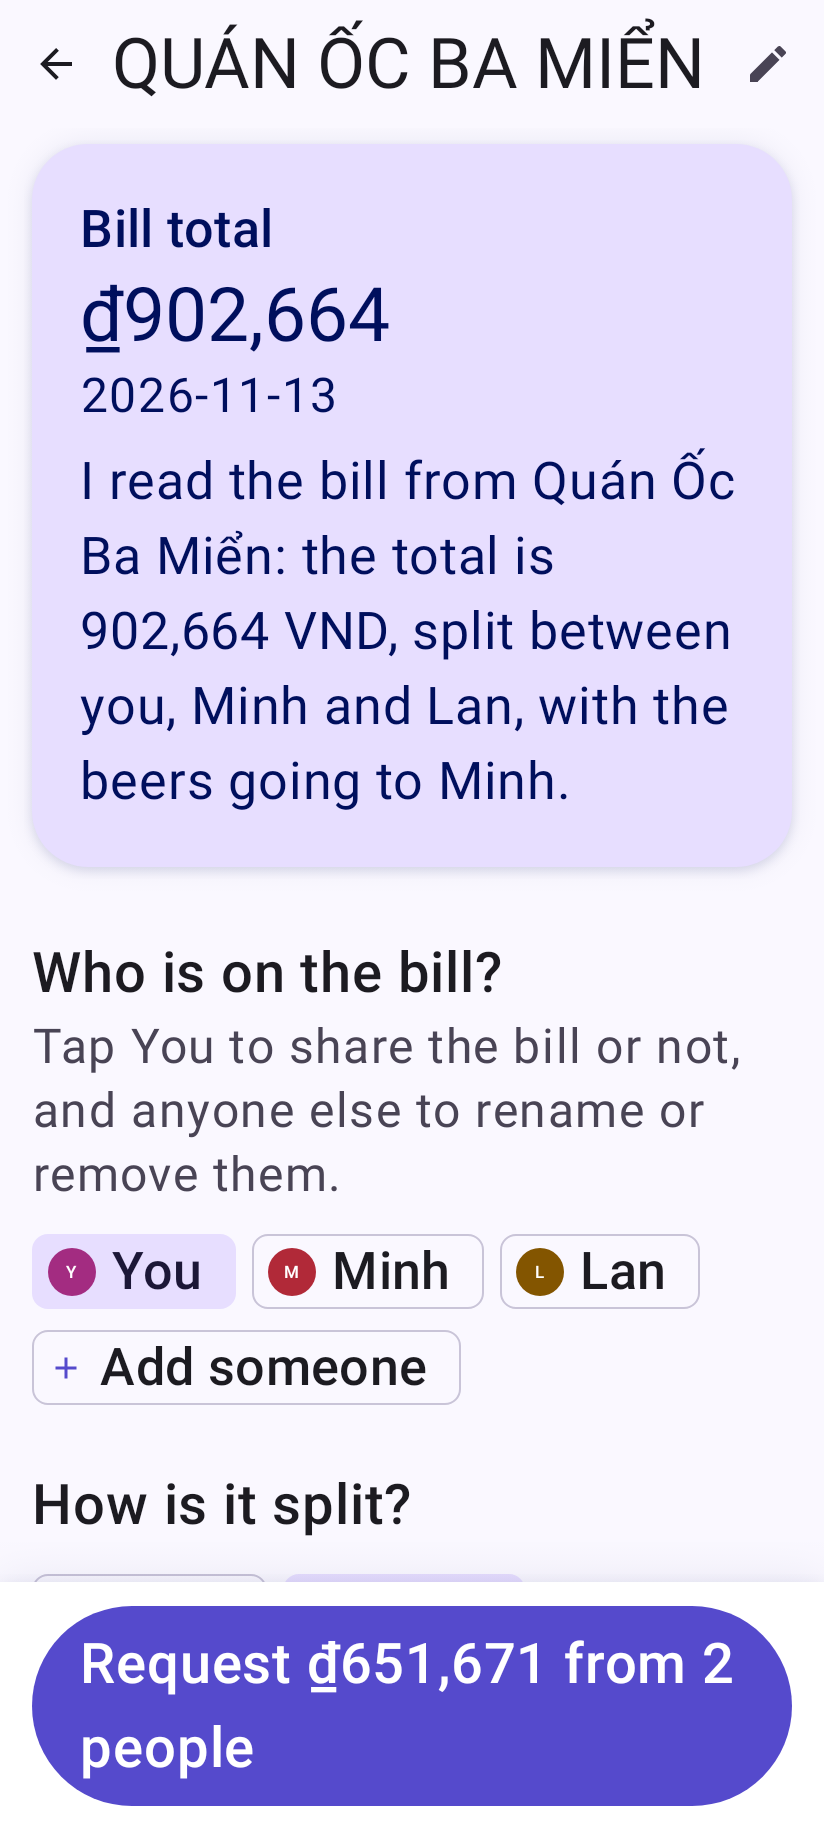 QUÁN ỐC BA MIỂN
Bill total
₫902,664
2026-11-13
I read the bill from Quán Ốc
Ba Miển: the total is
902,664 VND, split between
you, Minh and Lan, with the
beers going to Minh.
Who is on the bill?
Tap You to share the bill or not,
and anyone else to rename or
remove them.
Y You M Minh L Lan
+ Add someone
How is it split?
Request ₫651,671 from 2
people